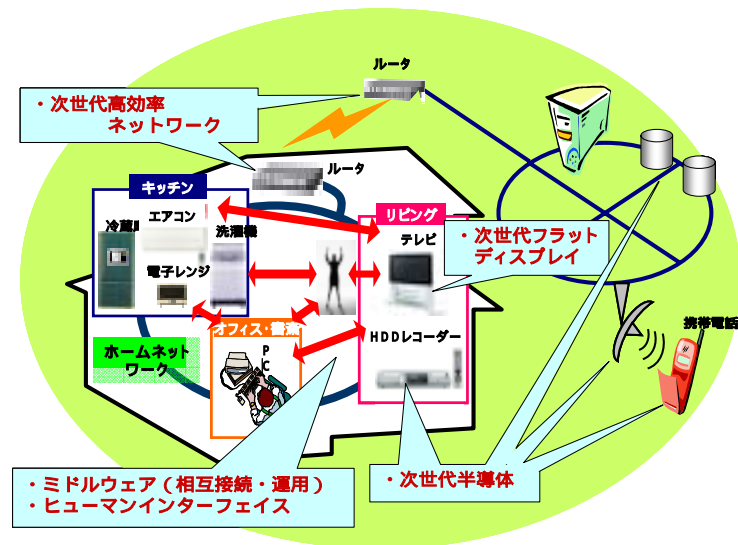 ルータ
・次世代高効率
ネットワーク
ルータ
キッチン
リビング
エアコン
洗濯機
テレビ
電子レンジ
・次世代フラット
ディスプレイ
携帯電話
オフィス・書斎
HDDレコーダー
PC
ホームネット
ワーク
・ミドルウェア(相互接続・運用)
・ヒューマンインターフェイス
・次世代半導体